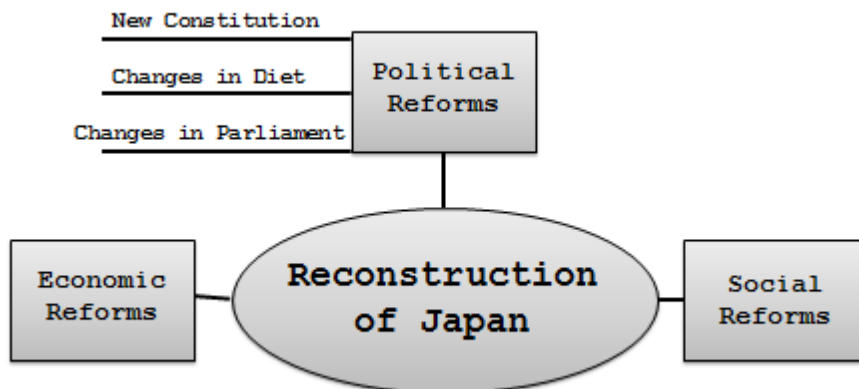 New Constitution
Changes in Diet
Changes in Parliament
Political
Reforms
Economic
Reforms
Reconstruction
of Japan
Social
Reforms